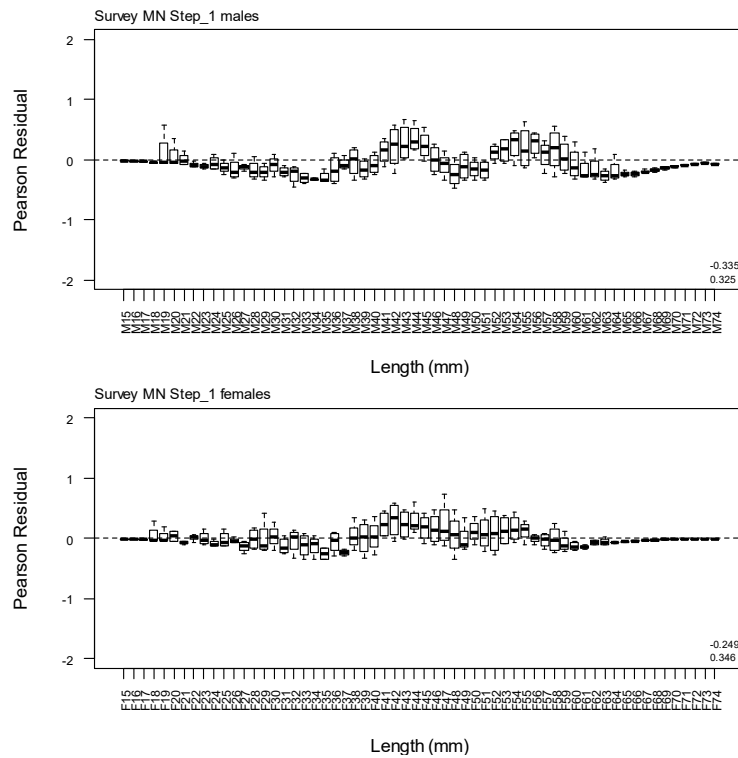 Survey MN Step_1 males
Pearson Residual
2
1
0
-1
-2
-0.335
0.325
M15 M16 M17 M18 M19 M20 M21 M22 M23 M24 M25 M26 M27 M28 M29 M30 M31 M32 M33 M34 M35 M36 M37 M38 M39 M40 M41 M42 M43 M44 M45 M46 M47 M48 M49 M50 M51 M52 M53 M54 M55 M56 M57 M58 M59 M60 M61 M62 M63 M64 M65 M66 M67 M68 M69 M70 M71 M72 M73 M74
Length (mm)
Survey MN Step_1 females
Pearson Residual
2
1
0
-1
-2
-0.249
0.346
F15 F16 F17 F18 F19 F20 F21 F22 F23 F24 F25 F26 F27 F28 F29 F30 F31 F32 F33 F34 F35 F36 F37 F38 F39 F40 F41 F42 F43 F44 F45 F46 F47 F48 F49 F50 F51 F52 F53 F54 F55 F56 F57 F58 F59 F60 F61 F62 F63 F64 F65 F66 F67 F68 F69 F70 F71 F72 F73 F74
Length (mm)